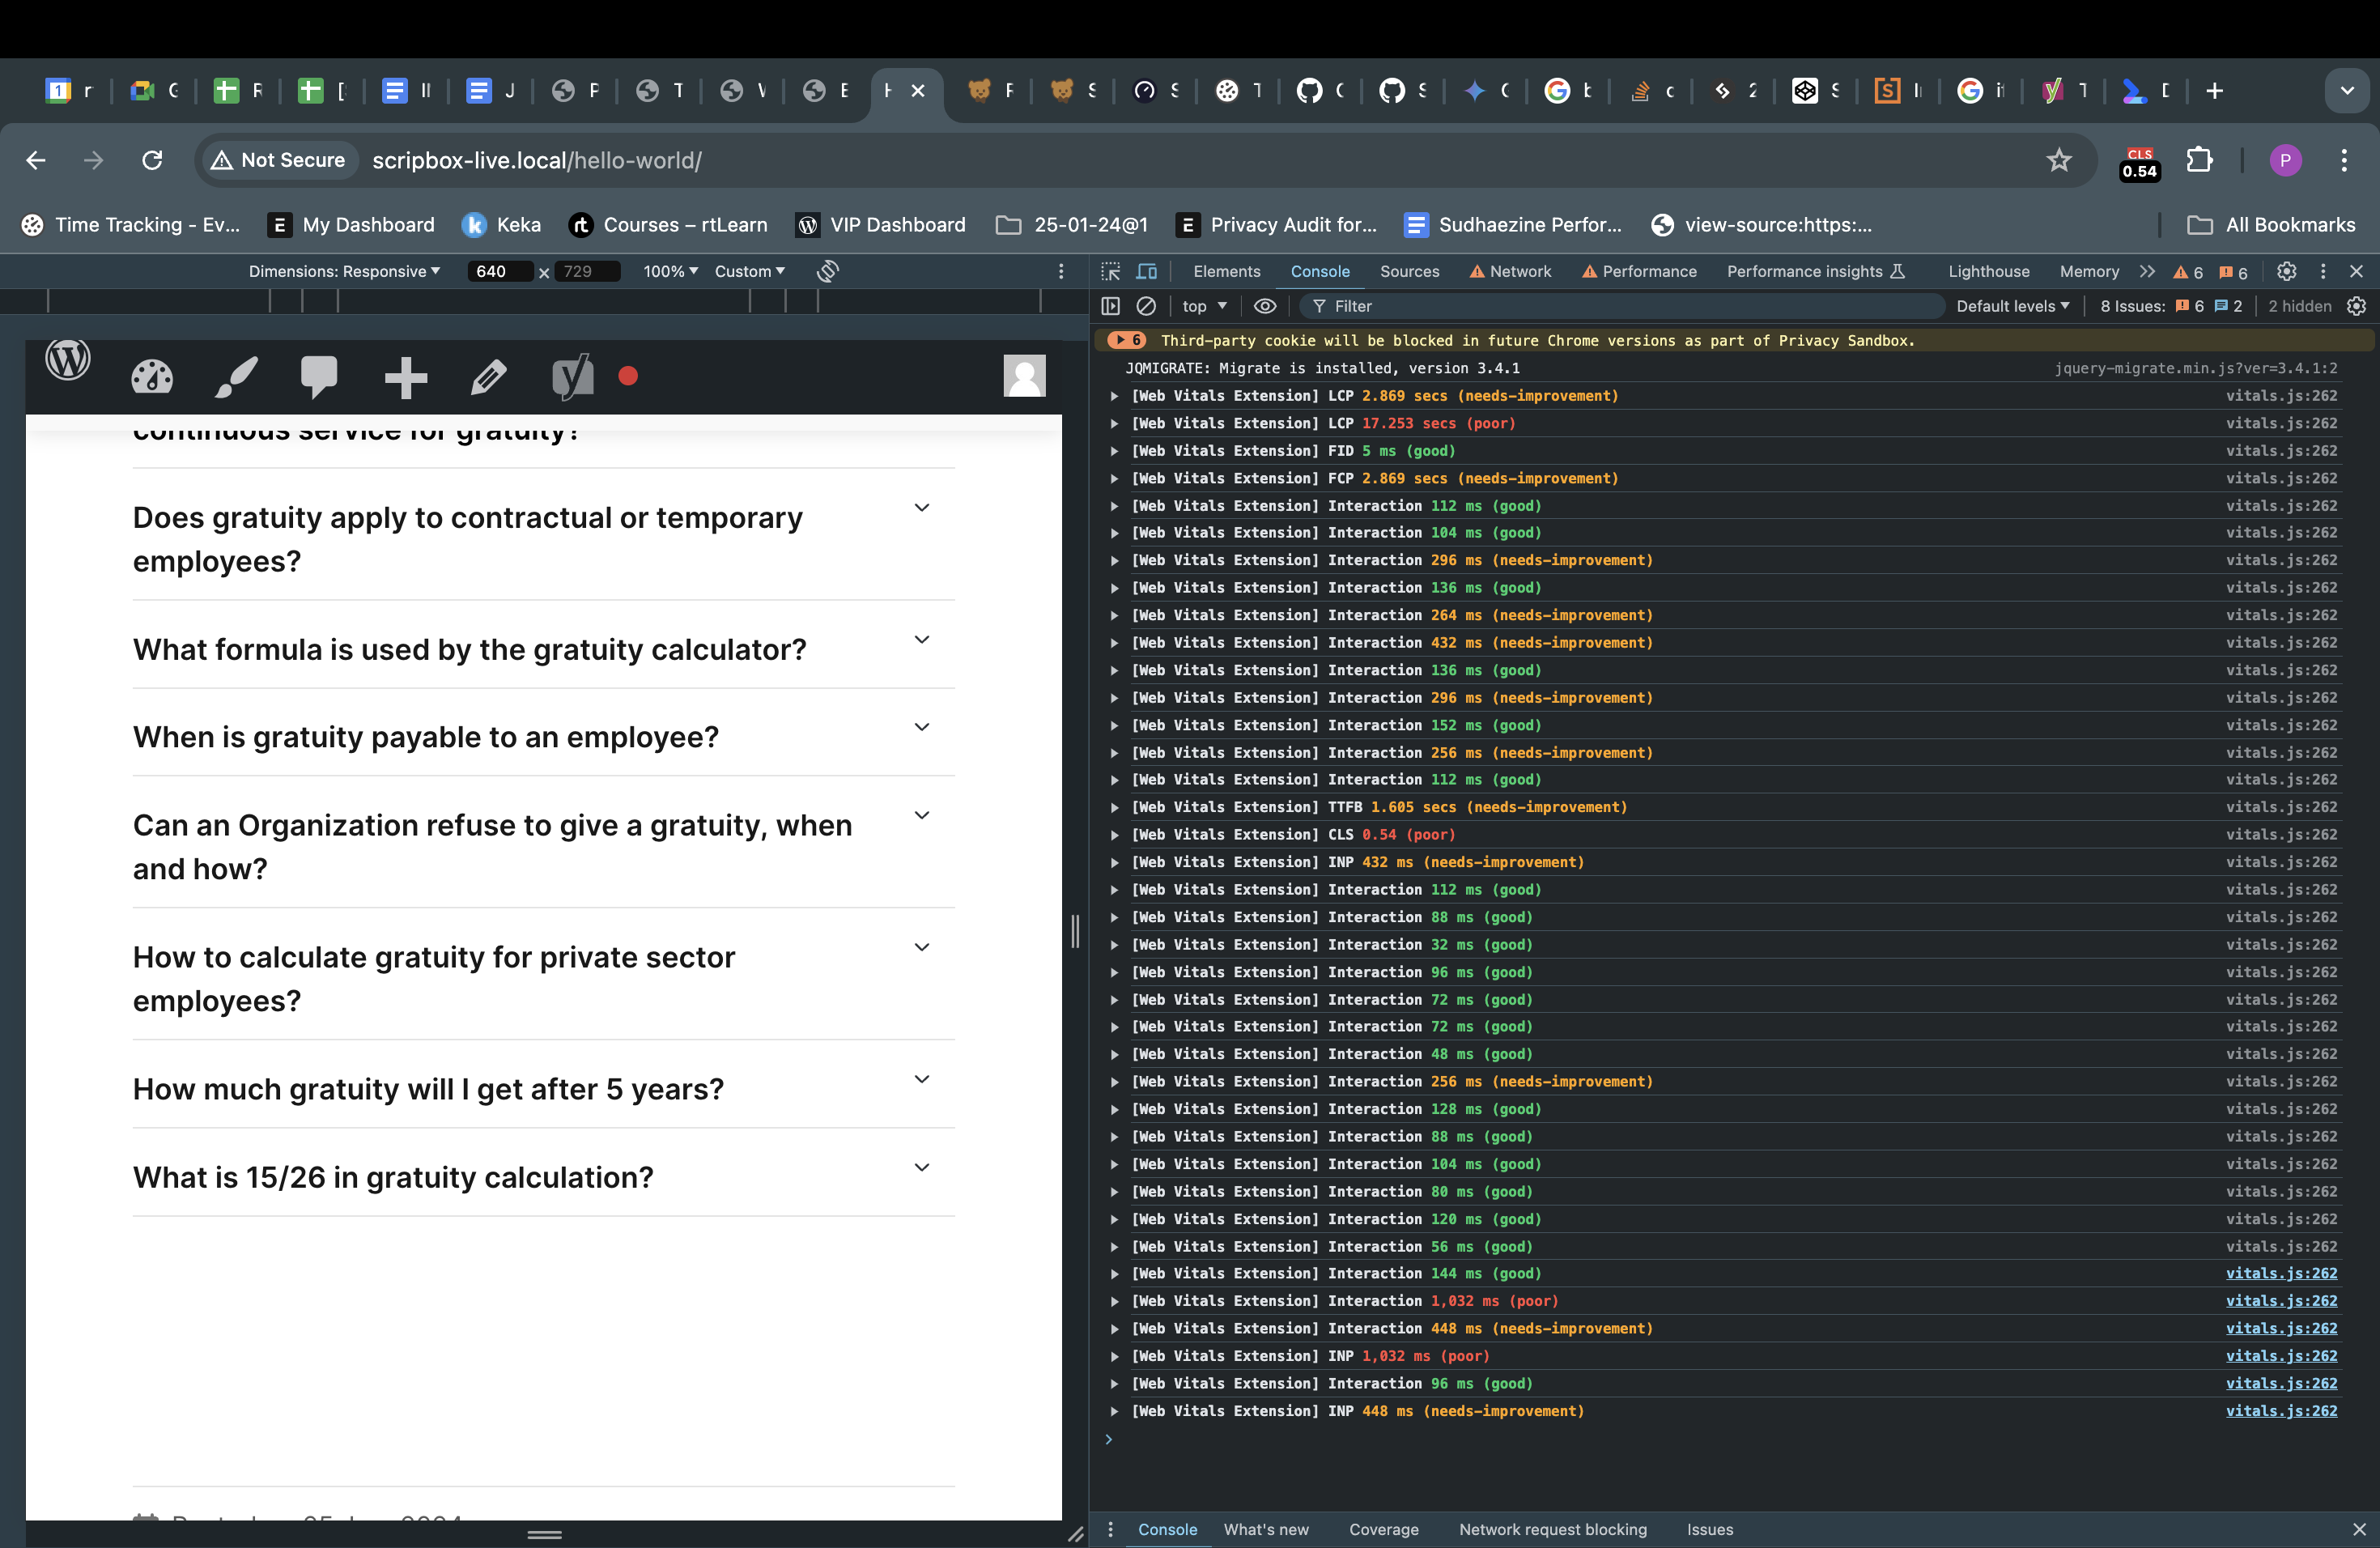 Not Secure scripbox-live.local/hello-world/
CLS
0.54
P
Time Tracking - Ev...
My Dashboard
Keka
Courses – rtLearn
VIP Dashboard
25-01-24@1
Privacy Audit for...
Sudhaezine Perfor...
view-source:https:...
All Bookmarks
Dimensions: Responsive 640 × 729 100% Custom
Elements Console Sources Network Performance Performance insights Lighthouse Memory 6 6
top Filter Default levels 8 Issues: 6 2 2 hidden
continuous service for gratuity?
Does gratuity apply to contractual or temporary
employees?
What formula is used by the gratuity calculator?
When is gratuity payable to an employee?
Can an Organization refuse to give a gratuity, when
and how?
How to calculate gratuity for private sector
employees?
How much gratuity will I get after 5 years?
What is 15/26 in gratuity calculation?
6 Third-party cookie will be blocked in future Chrome versions as part of Privacy Sandbox.
JQMIGRATE: Migrate is installed, version 3.4.1 jquery-migrate.min.js?ver=3.4.1:2
[Web Vitals Extension] LCP 2.869 secs (needs-improvement) vitals.js:262
[Web Vitals Extension] LCP 17.253 secs (poor) vitals.js:262
[Web Vitals Extension] FID 5 ms (good) vitals.js:262
[Web Vitals Extension] FCP 2.869 secs (needs-improvement) vitals.js:262
[Web Vitals Extension] Interaction 112 ms (good) vitals.js:262
[Web Vitals Extension] Interaction 104 ms (good) vitals.js:262
[Web Vitals Extension] Interaction 296 ms (needs-improvement) vitals.js:262
[Web Vitals Extension] Interaction 136 ms (good) vitals.js:262
[Web Vitals Extension] Interaction 264 ms (needs-improvement) vitals.js:262
[Web Vitals Extension] Interaction 432 ms (needs-improvement) vitals.js:262
[Web Vitals Extension] Interaction 136 ms (good) vitals.js:262
[Web Vitals Extension] Interaction 296 ms (needs-improvement) vitals.js:262
[Web Vitals Extension] Interaction 152 ms (good) vitals.js:262
[Web Vitals Extension] Interaction 256 ms (needs-improvement) vitals.js:262
[Web Vitals Extension] Interaction 112 ms (good) vitals.js:262
[Web Vitals Extension] TTFB 1.605 secs (needs-improvement) vitals.js:262
[Web Vitals Extension] CLS 0.54 (poor) vitals.js:262
[Web Vitals Extension] INP 432 ms (needs-improvement) vitals.js:262
[Web Vitals Extension] Interaction 112 ms (good) vitals.js:262
[Web Vitals Extension] Interaction 88 ms (good) vitals.js:262
[Web Vitals Extension] Interaction 32 ms (good) vitals.js:262
[Web Vitals Extension] Interaction 96 ms (good) vitals.js:262
[Web Vitals Extension] Interaction 72 ms (good) vitals.js:262
[Web Vitals Extension] Interaction 72 ms (good) vitals.js:262
[Web Vitals Extension] Interaction 48 ms (good) vitals.js:262
[Web Vitals Extension] Interaction 256 ms (needs-improvement) vitals.js:262
[Web Vitals Extension] Interaction 128 ms (good) vitals.js:262
[Web Vitals Extension] Interaction 88 ms (good) vitals.js:262
[Web Vitals Extension] Interaction 104 ms (good) vitals.js:262
[Web Vitals Extension] Interaction 80 ms (good) vitals.js:262
[Web Vitals Extension] Interaction 120 ms (good) vitals.js:262
[Web Vitals Extension] Interaction 56 ms (good) vitals.js:262
[Web Vitals Extension] Interaction 144 ms (good) vitals.js:262
[Web Vitals Extension] Interaction 1,032 ms (poor) vitals.js:262
[Web Vitals Extension] Interaction 448 ms (needs-improvement) vitals.js:262
[Web Vitals Extension] INP 1,032 ms (poor) vitals.js:262
[Web Vitals Extension] Interaction 96 ms (good) vitals.js:262
[Web Vitals Extension] INP 448 ms (needs-improvement) vitals.js:262
Console What's new Coverage Network request blocking Issues